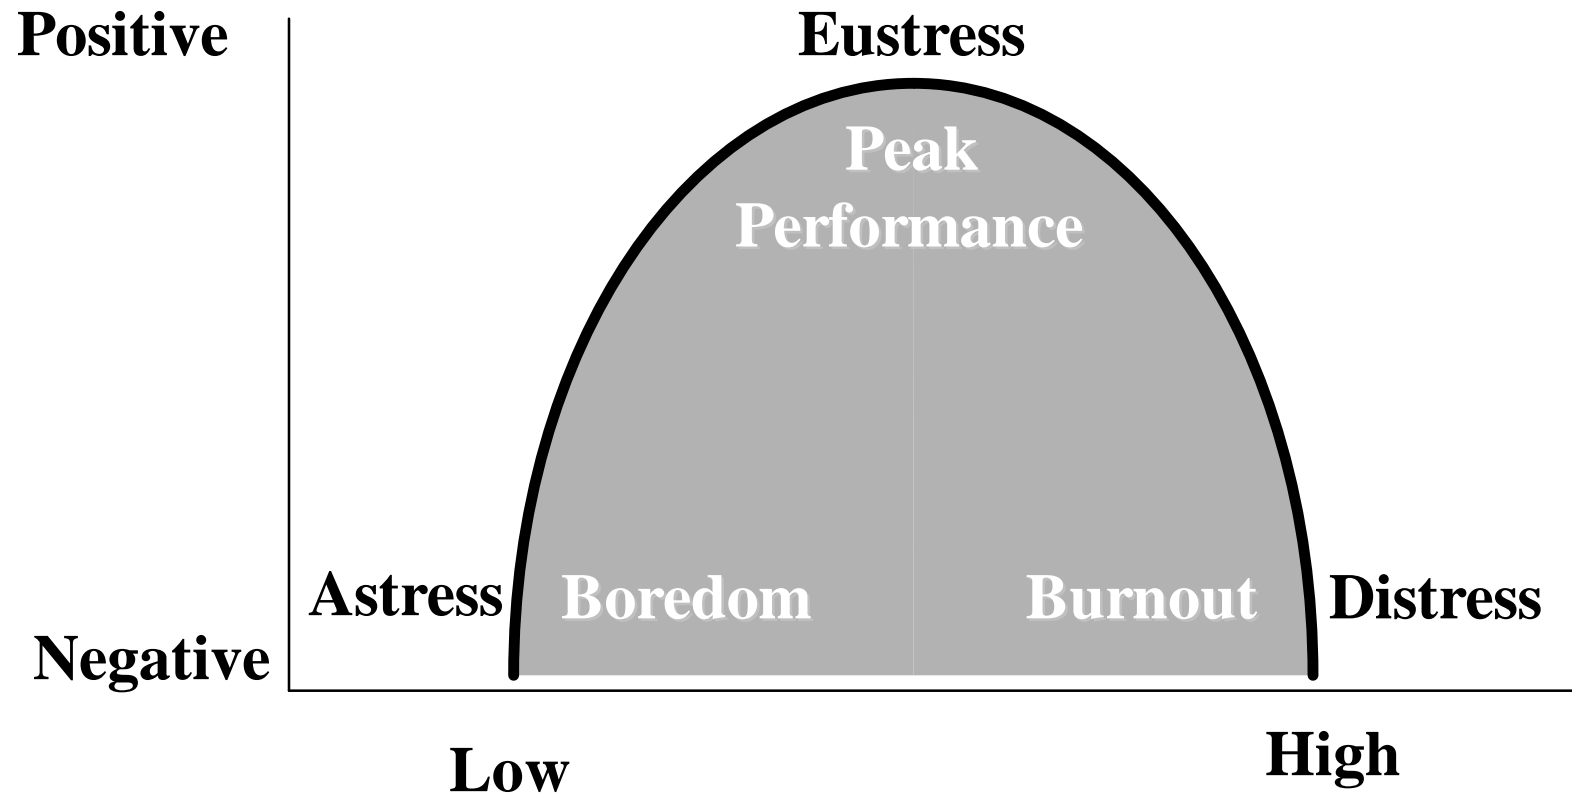 Positive
Eustress
Peak
Performance
Astress
Boredom
Burnout
Distress
Negative
Low
High